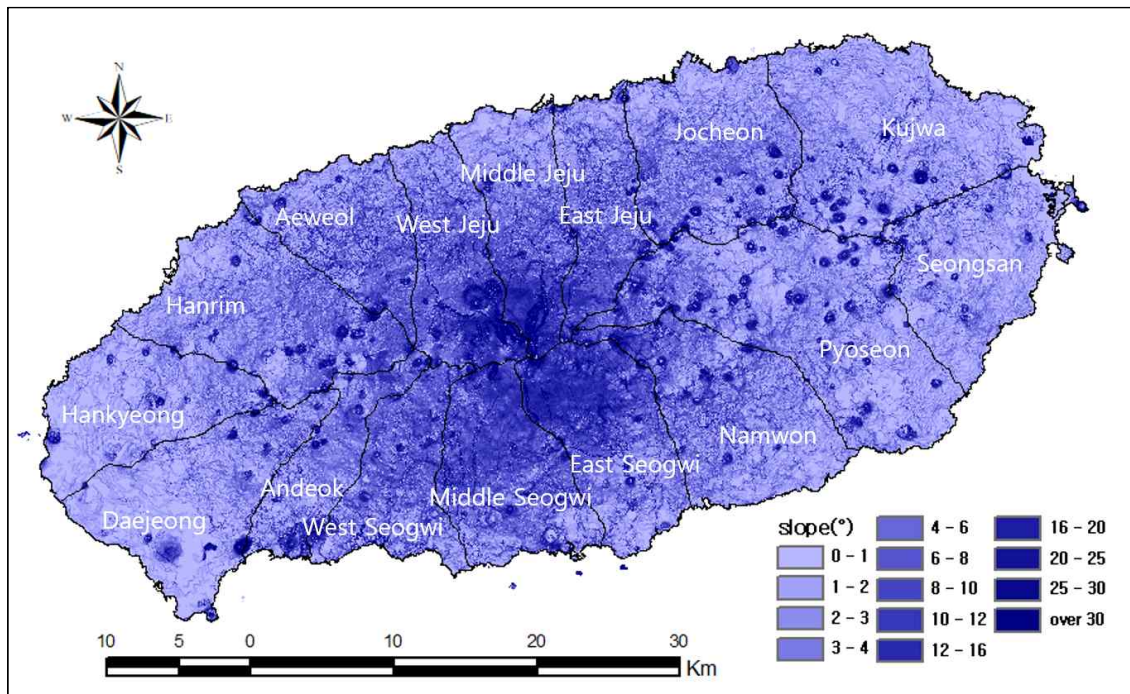 N
W E
S
Jocheon
Kujwa
Middle Jeju
Aeweol
West Jeju
East Jeju
Seongsan
Hanrim
Pyoseon
Hankyeong
Namwon
East Seogwi
Andeok
Middle Seogwi
Daejeong
West Seogwi
slope(°)
0 - 1
1 - 2
2 - 3
3 - 4
4 - 6
6 - 8
8 - 10
10 - 12
12 - 16
16 - 20
20 - 25
25 - 30
over 30
10 5 0 10 20 30
Km